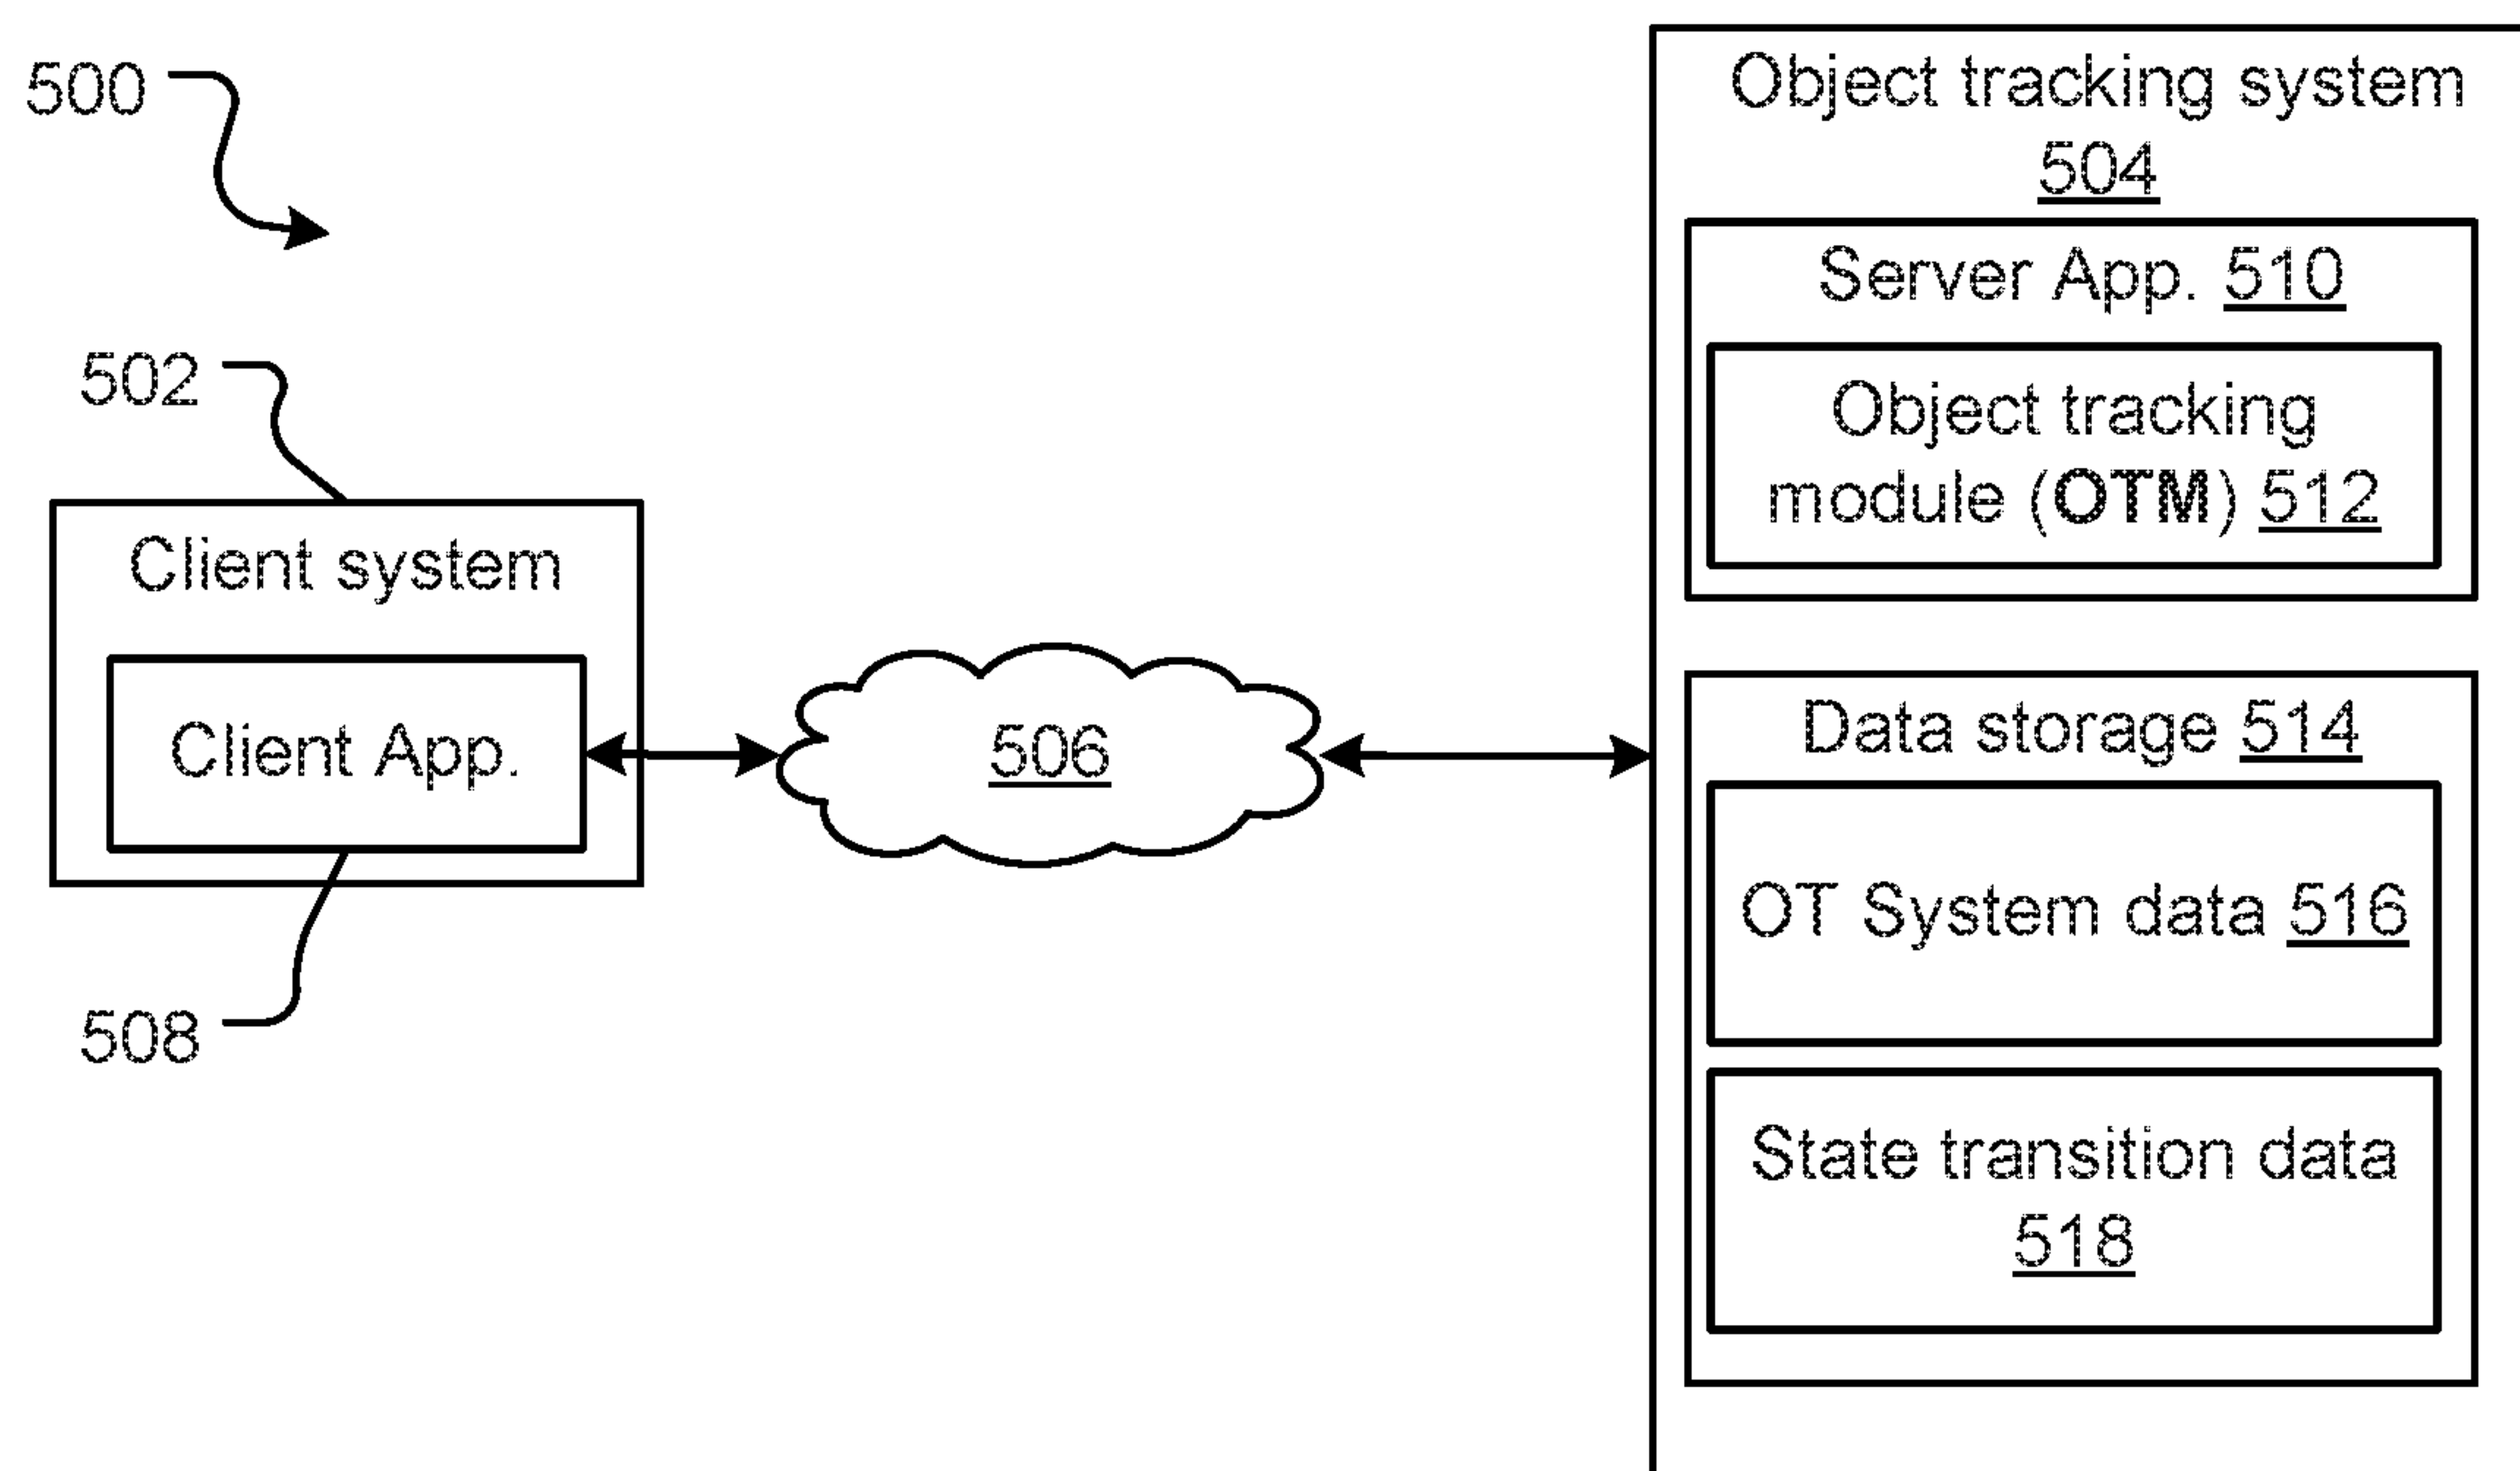 500
502
Client system
Client App.
508
506
Object tracking system
504
Server App. 510
Object tracking
module (OTM) 512
Data storage 514
OT System data 516
State transition data
518